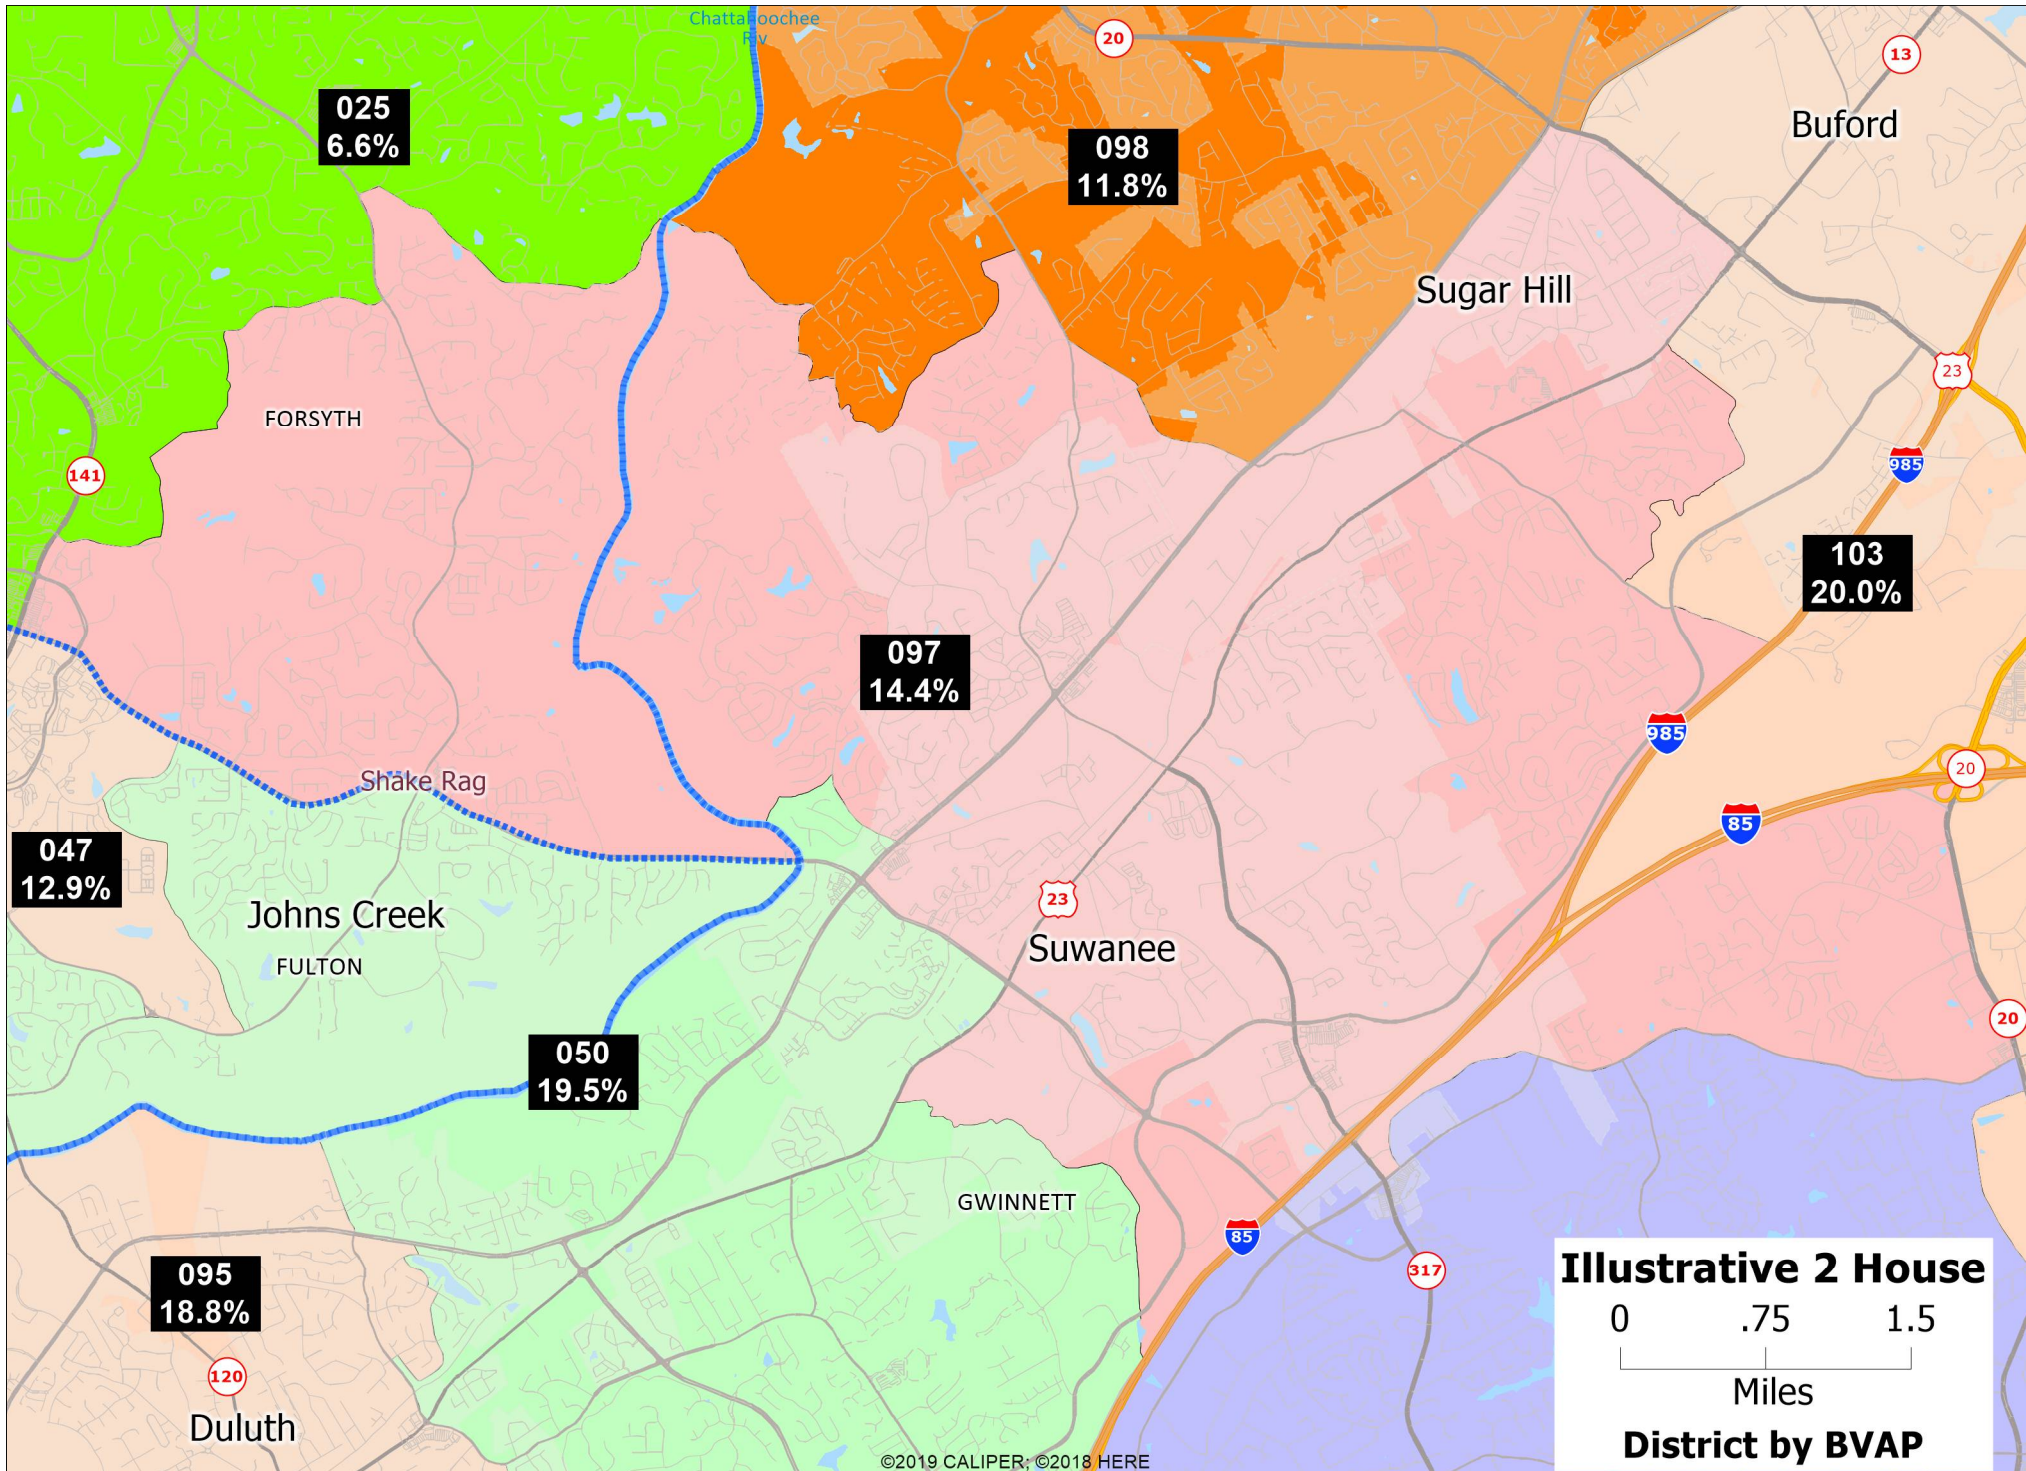 Chattahoochee
Riv
20
13
025
6.6%
098
11.8%
Buford
Sugar Hill
23
FORSYTH
141
985
103
20.0%
097
14.4%
985
20
Shake Rag
85
047
12.9%
Johns Creek
FULTON
23
Suwanee
20
050
19.5%
GWINNETT
85
095
18.8%
317
120
Duluth
Illustrative 2 House
0 .75 1.5
Miles
District by BVAP
©2019 CALIPER; ©2018 HERE